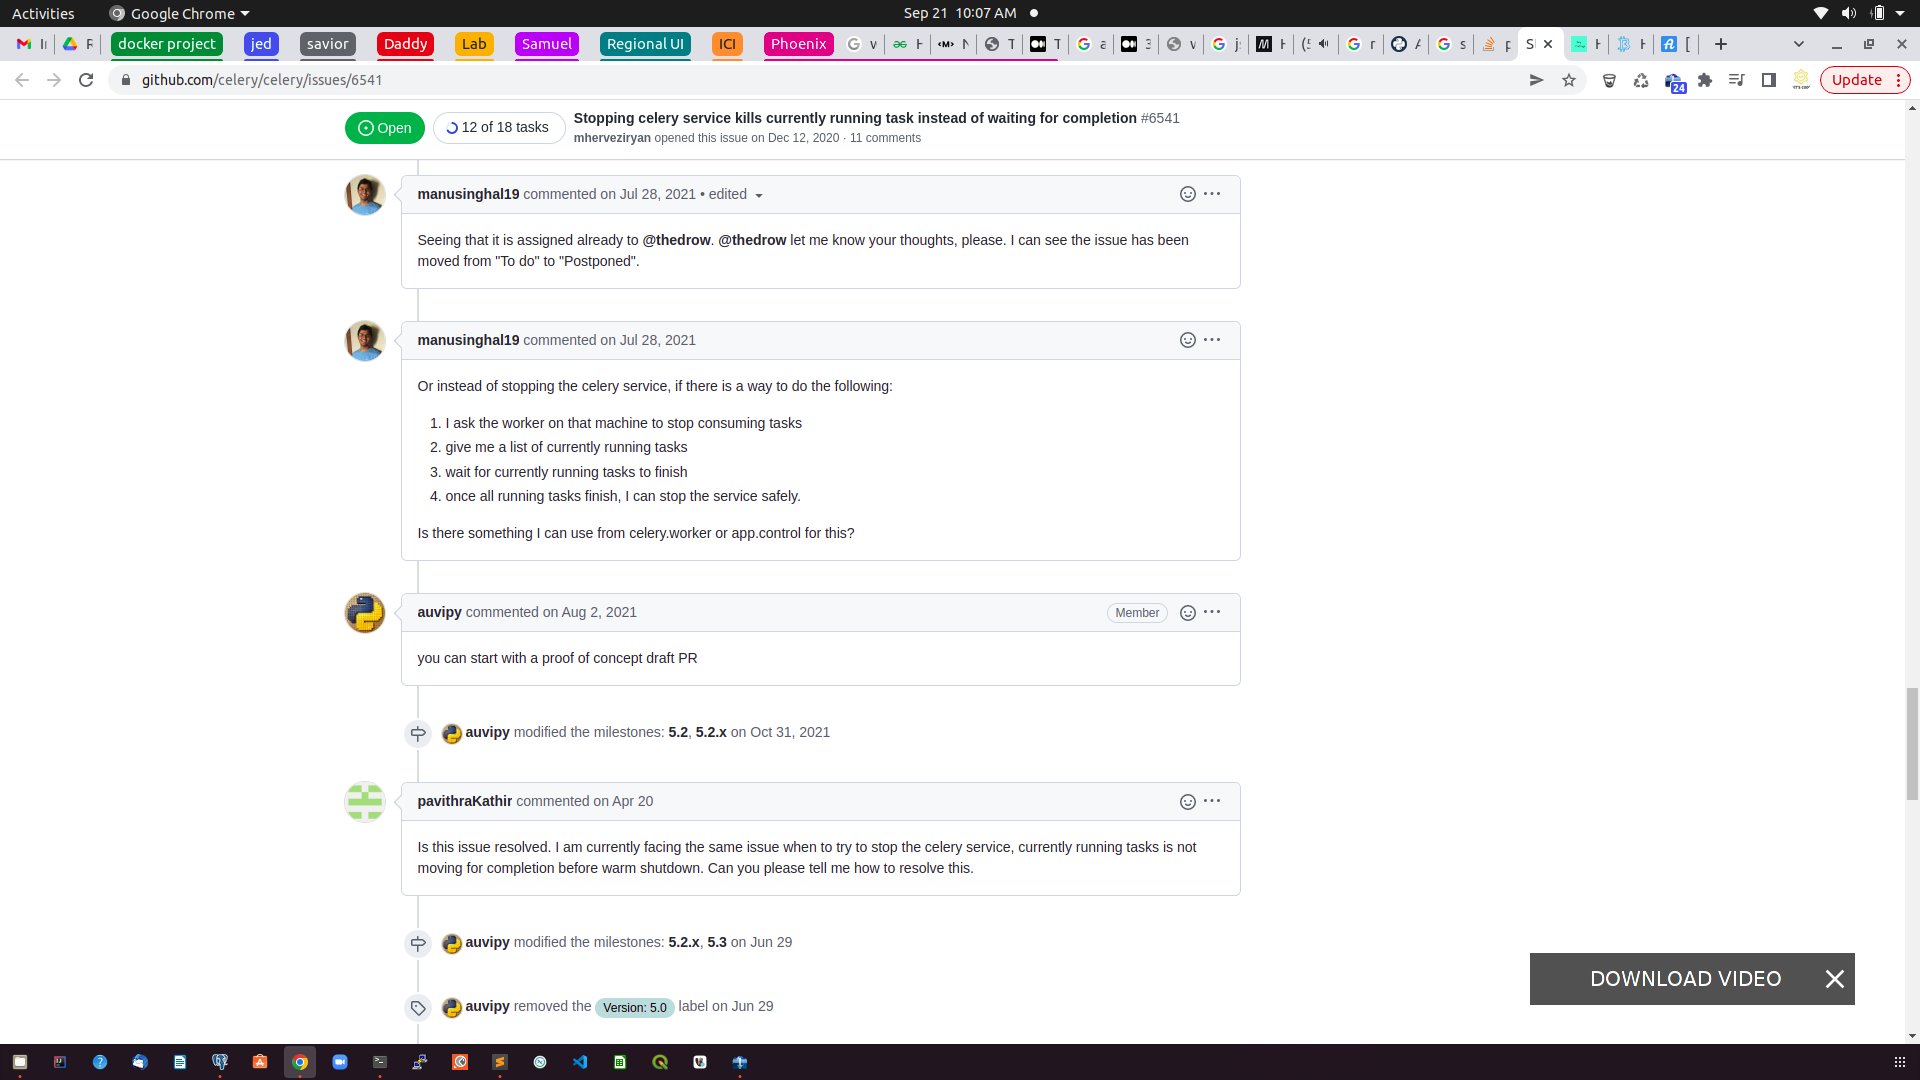 Activities
Google Chrome
Sep 21 10:07 AM
docker project
jed
savior
Daddy
Lab
Samuel
Regional UI
ICI
Phoenix
github.com/celery/celery/issues/6541
24
Update
Open
12 of 18 tasks
Stopping celery service kills currently running task instead of waiting for completion #6541
mherveziryan opened this issue on Dec 12, 2020 · 11 comments
manusinghal19 commented on Jul 28, 2021 • edited
Seeing that it is assigned already to @thedrow. @thedrow let me know your thoughts, please. I can see the issue has been
moved from "To do" to "Postponed".
manusinghal19 commented on Jul 28, 2021
Or instead of stopping the celery service, if there is a way to do the following:
1. I ask the worker on that machine to stop consuming tasks
2. give me a list of currently running tasks
3. wait for currently running tasks to finish
4. once all running tasks finish, I can stop the service safely.
Is there something I can use from celery.worker or app.control for this?
auvipy commented on Aug 2, 2021
Member
you can start with a proof of concept draft PR
auvipy modified the milestones: 5.2, 5.2.x on Oct 31, 2021
pavithraKathir commented on Apr 20
Is this issue resolved. I am currently facing the same issue when to try to stop the celery service, currently running tasks is not
moving for completion before warm shutdown. Can you please tell me how to resolve this.
auvipy modified the milestones: 5.2.x, 5.3 on Jun 29
DOWNLOAD VIDEO
auvipy removed the Version: 5.0 label on Jun 29